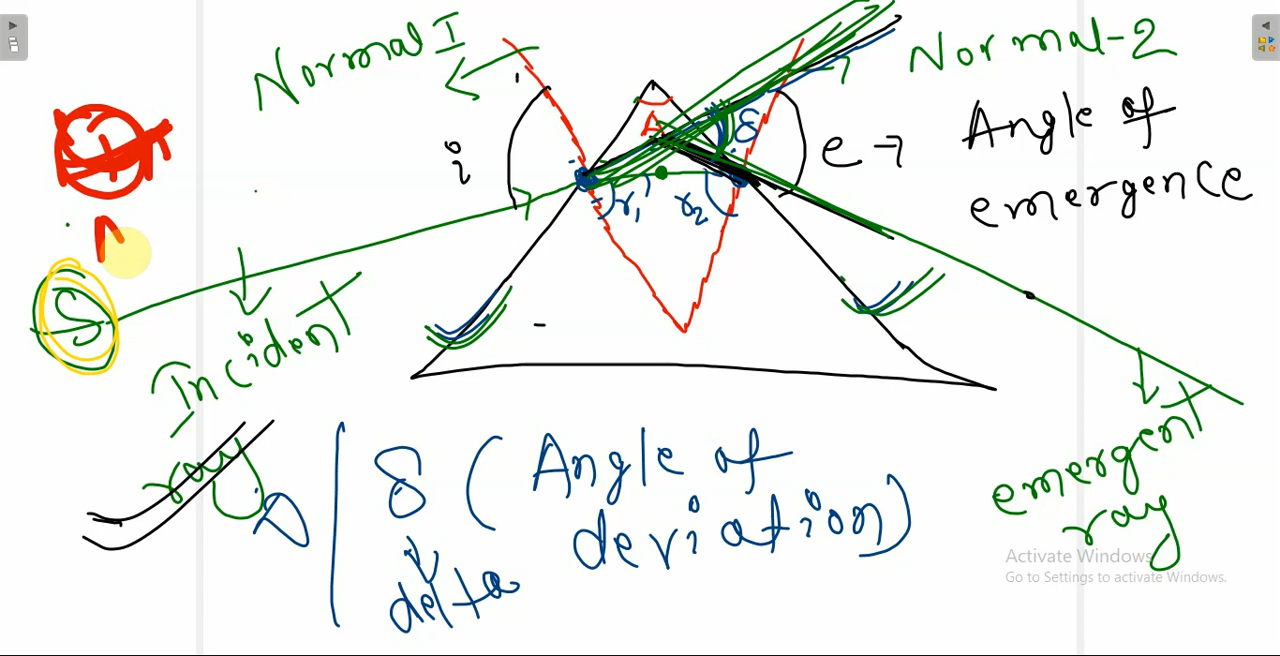 Normal I
Normal-2
A
δ
i
e →
Angle of
emergence
r1
r2
S
Incident
ray
emergent
ray
D
δ (Angle of
deviation)
delta
Activate Windows
Go to Settings to activate Windows.